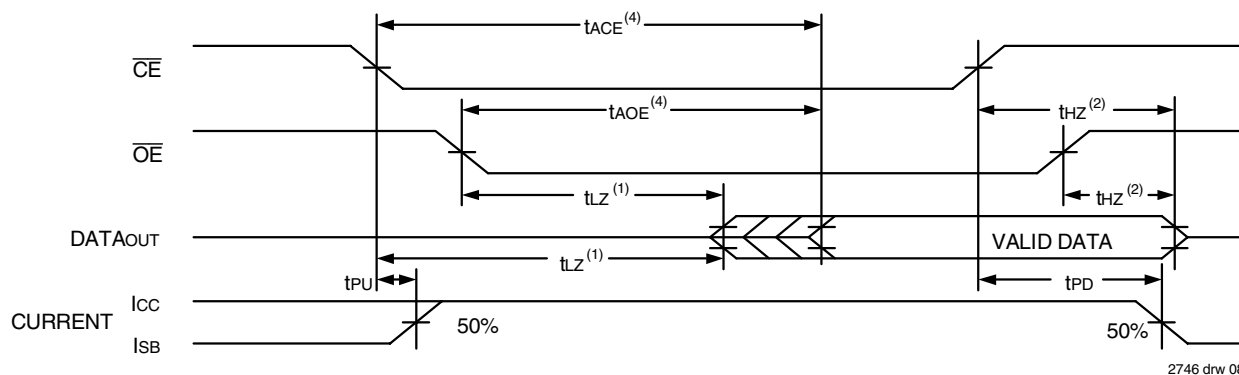 tACE(4)
CE
tAOE(4)
tHZ(2)
OE
tLZ(1)
tHZ(2)
DATAOUT
VALID DATA
tLZ(1)
tPU
tPD
ICC
CURRENT
50%
50%
ISB
2746 drw 08